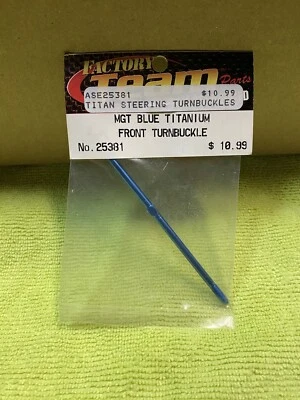 FACTORY
Team
Parts
ASE25381 $10.99
TITAN STEERING TURNBUCKLES
MGT BLUE TITANIUM
FRONT TURNBUCKLE
No.25381 $ 10.99